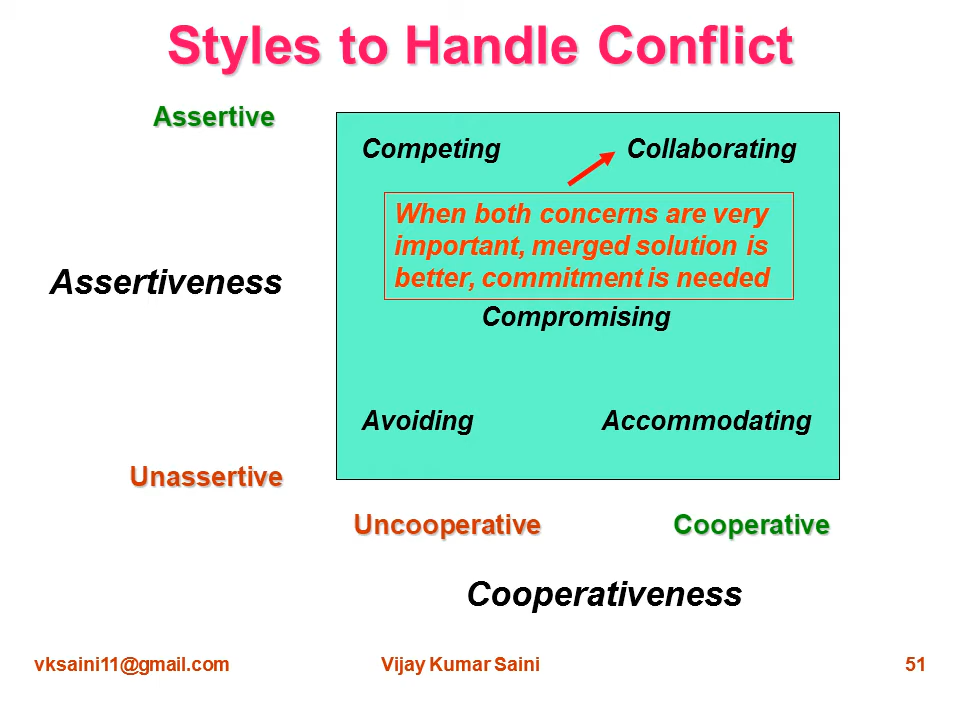 Styles to Handle Conflict
Assertive
Competing
Collaborating
When both concerns are very
important, merged solution is
better, commitment is needed
Assertiveness
Compromising
Avoiding
Accommodating
Unassertive
Uncooperative
Cooperative
Cooperativeness
vksaini11@gmail.com
Vijay Kumar Saini
51